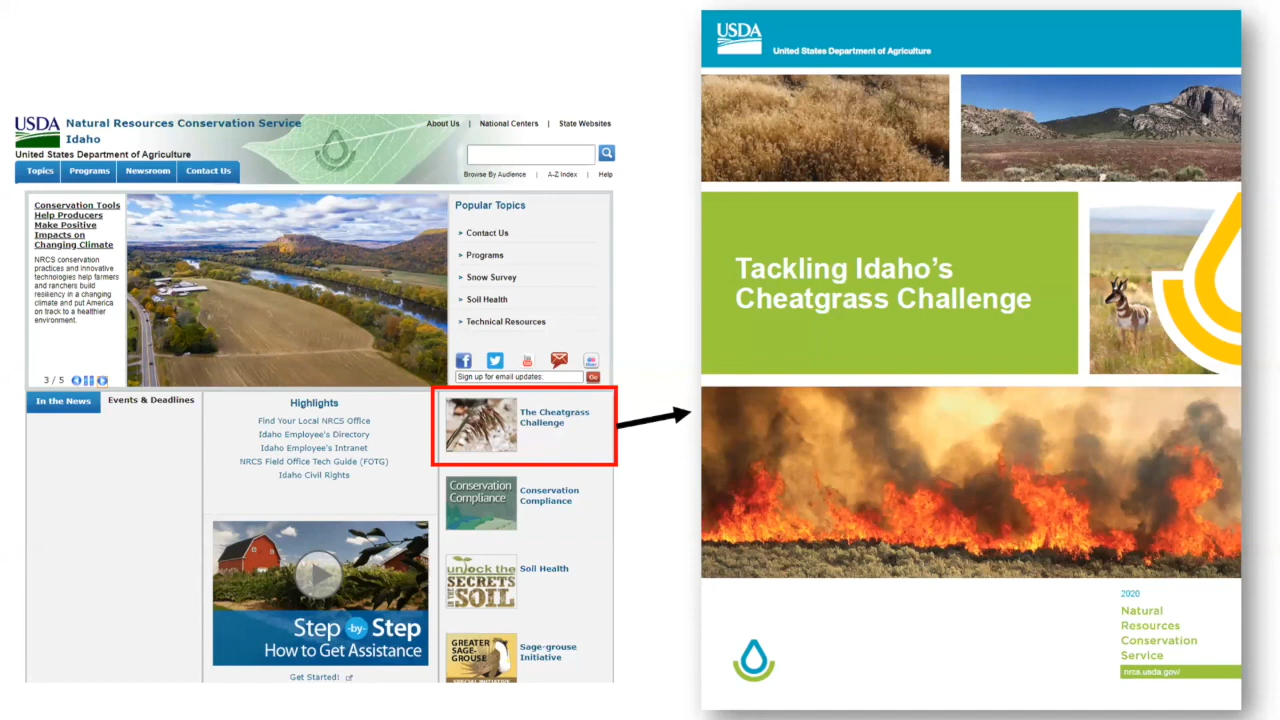 USDA
Natural Resources Conservation Service
Idaho
United States Department of Agriculture
About Us | National Centers | State Websites
Topics
Programs
Newsroom
Contact Us
Browse By Audience | A-Z Index | Help
Conservation Tools
Help Producers
Make Positive
Impacts on
Changing Climate
NRCS conservation
practices and innovative
technologies help farmers
and ranchers build
resiliency in a changing
climate and put America
on track to a healthier
environment.
3 / 5
Popular Topics
Contact Us
Programs
Snow Survey
Soil Health
Technical Resources
Sign up for email updates:
Go
In the News
Events & Deadlines
Highlights
Find Your Local NRCS Office
Idaho Employee's Directory
Idaho Employee's Intranet
NRCS Field Office Tech Guide (FOTG)
Idaho Civil Rights
Step -by- Step
How to Get Assistance
Get Started!
The Cheatgrass
Challenge
Conservation
Compliance
Conservation
Compliance
unlock the
SECRETS
IN THE
SOIL
Soil Health
GREATER
SAGE-
GROUSE
Sage-grouse
Initiative
USDA
United States Department of Agriculture
Tackling Idaho's
Cheatgrass Challenge
2020
Natural
Resources
Conservation
Service
nrcs.usda.gov/